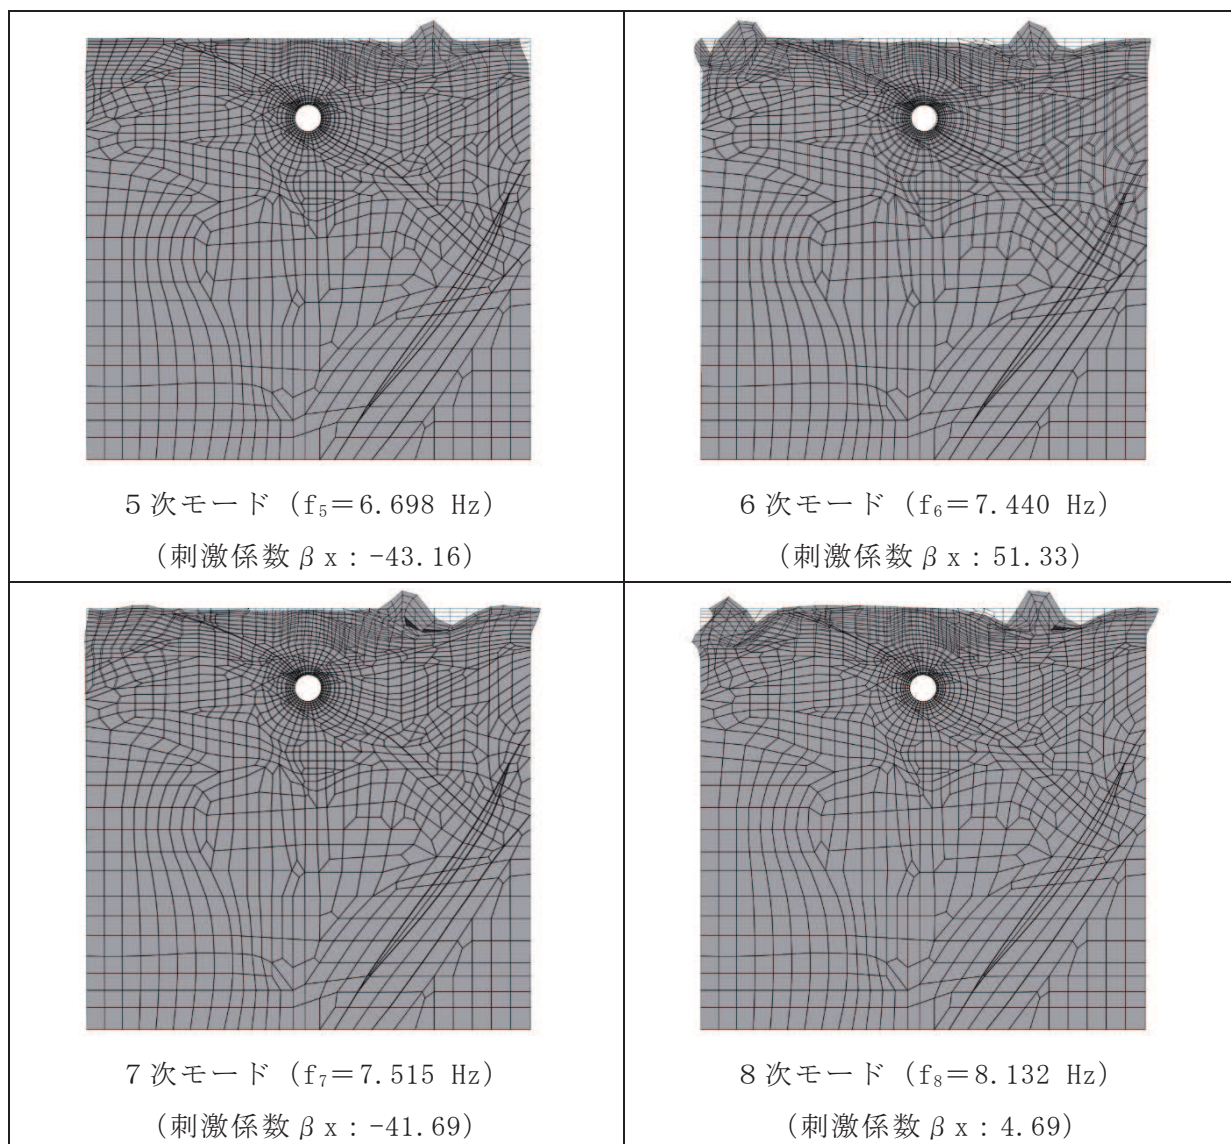 5次モード (f₅=6.698 Hz)
(刺激係数βx:-43.16)
6次モード (f₆=7.440 Hz)
(刺激係数βx:51.33)
7次モード (f₇=7.515 Hz)
(刺激係数βx:-41.69)
8次モード (f₈=8.132 Hz)
(刺激係数βx:4.69)